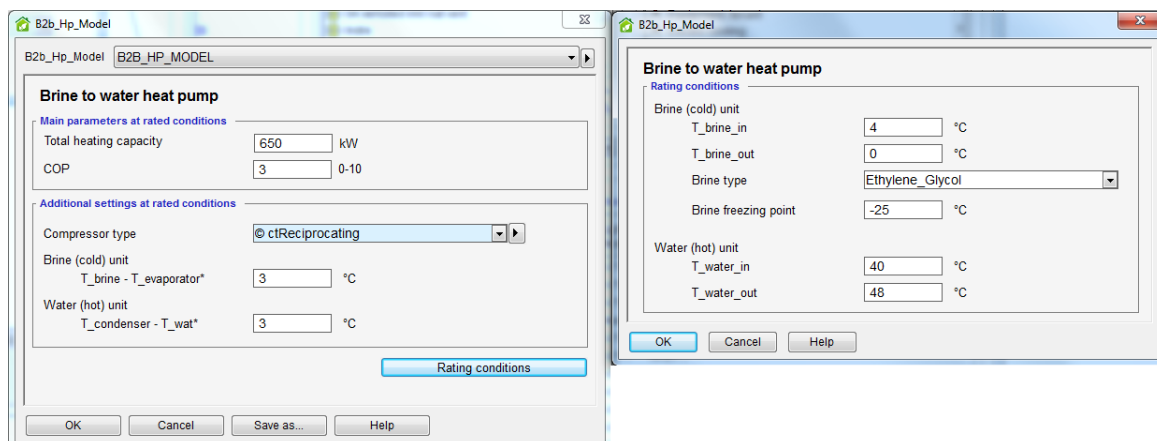 B2b_Hp_Model
B2b_Hp_Model B2B_HP_MODEL
Brine to water heat pump
Main parameters at rated conditions
Total heating capacity 650 kW
COP 3 0-10
Additional settings at rated conditions
Compressor type © ctReciprocating
Brine (cold) unit
T_brine - T_evaporator* 3 °C
Water (hot) unit
T_condenser - T_wat* 3 °C
Rating conditions
OK Cancel Save as... Help
B2b_Hp_Model
Brine to water heat pump
Rating conditions
Brine (cold) unit
T_brine_in 4 °C
T_brine_out 0 °C
Brine type Ethylene_Glycol
Brine freezing point -25 °C
Water (hot) unit
T_water_in 40 °C
T_water_out 48 °C
OK Cancel Help